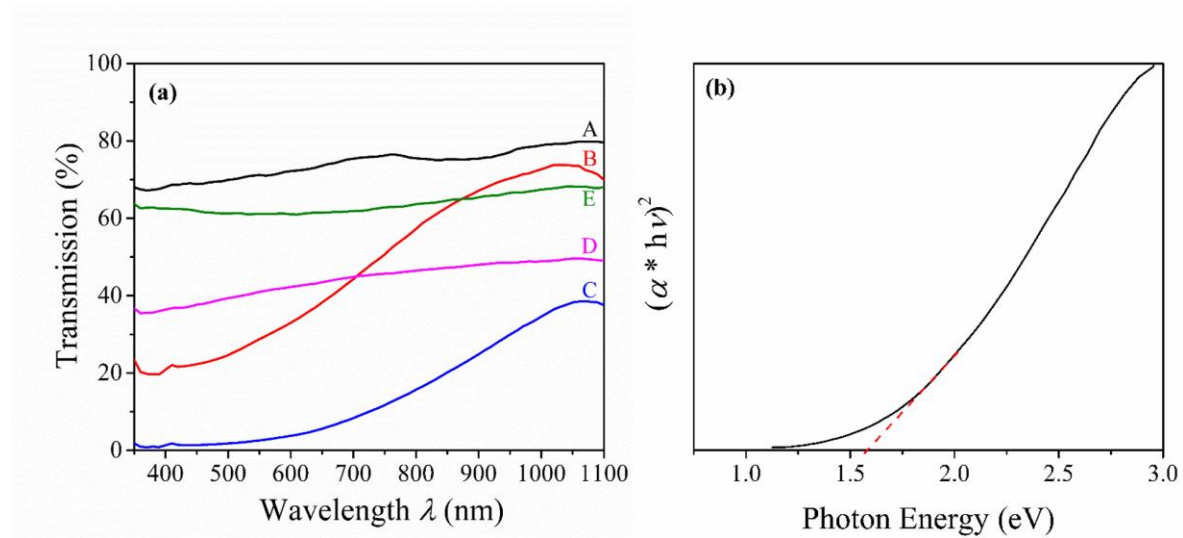 (a)
Transmission (%)
100
80
60
40
20
0
A
B
E
D
C
400 500 600 700 800 900 1000 1100
Wavelength λ (nm)
(b)
(α * hν)²
1.0 1.5 2.0 2.5 3.0
Photon Energy (eV)